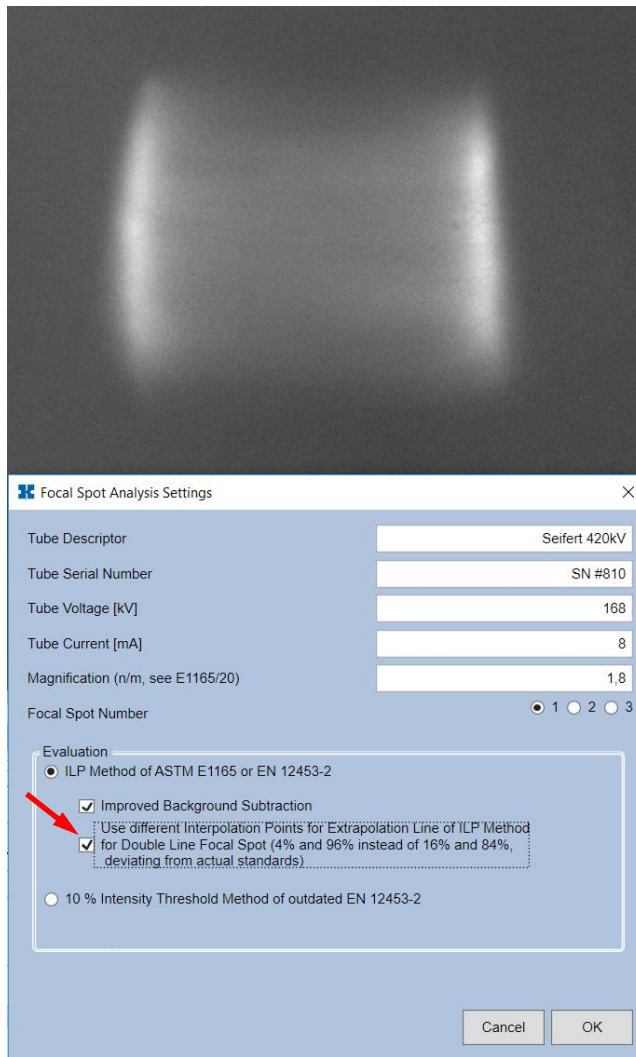 Focal Spot Analysis Settings
Tube Descriptor
Seifert 420kV
Tube Serial Number
SN #810
Tube Voltage [kV]
168
Tube Current [mA]
8
Magnification (n/m, see E1165/20)
1,8
Focal Spot Number
1 2 3
Evaluation
ILP Method of ASTM E1165 or EN 12453-2
Improved Background Subtraction
Use different Interpolation Points for Extrapolation Line of ILP Method
for Double Line Focal Spot (4% and 96% instead of 16% and 84%,
deviating from actual standards)
10 % Intensity Threshold Method of outdated EN 12453-2
Cancel
OK